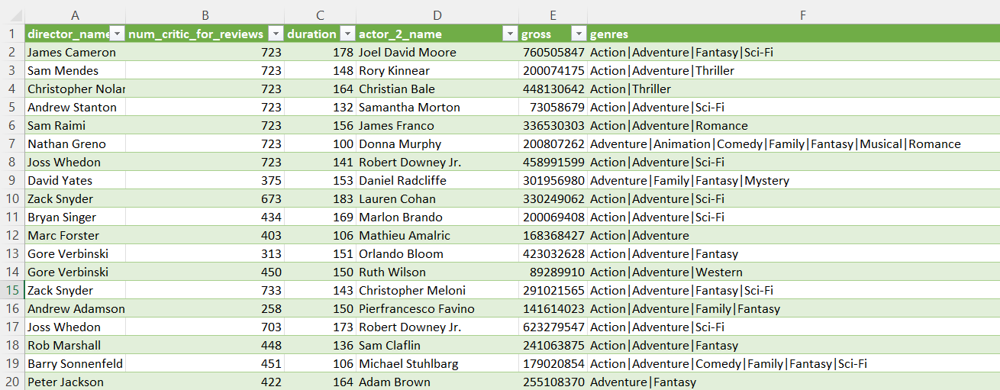 A B C D E F
1 director_name num_critic_for_reviews duration actor_2_name gross genres
2 James Cameron 723 178 Joel David Moore 760505847 Action|Adventure|Fantasy|Sci-Fi
3 Sam Mendes 723 148 Rory Kinnear 200074175 Action|Adventure|Thriller
4 Christopher Nolan 723 164 Christian Bale 448130642 Action|Thriller
5 Andrew Stanton 723 132 Samantha Morton 73058679 Action|Adventure|Sci-Fi
6 Sam Raimi 723 156 James Franco 336530303 Action|Adventure|Romance
7 Nathan Greno 723 100 Donna Murphy 200807262 Adventure|Animation|Comedy|Family|Fantasy|Musical|Romance
8 Joss Whedon 723 141 Robert Downey Jr. 458991599 Action|Adventure|Sci-Fi
9 David Yates 375 153 Daniel Radcliffe 301956980 Adventure|Family|Fantasy|Mystery
10 Zack Snyder 673 183 Lauren Cohan 330249062 Action|Adventure|Sci-Fi
11 Bryan Singer 434 169 Marlon Brando 200069408 Action|Adventure|Sci-Fi
12 Marc Forster 403 106 Mathieu Amalric 168368427 Action|Adventure
13 Gore Verbinski 313 151 Orlando Bloom 423032628 Action|Adventure|Fantasy
14 Gore Verbinski 450 150 Ruth Wilson 89289910 Action|Adventure|Western
15 Zack Snyder 733 143 Christopher Meloni 291021565 Action|Adventure|Fantasy|Sci-Fi
16 Andrew Adamson 258 150 Pierfrancesco Favino 141614023 Action|Adventure|Family|Fantasy
17 Joss Whedon 703 173 Robert Downey Jr. 623279547 Action|Adventure|Sci-Fi
18 Rob Marshall 448 136 Sam Claflin 241063875 Action|Adventure|Fantasy
19 Barry Sonnenfeld 451 106 Michael Stuhlbarg 179020854 Action|Adventure|Comedy|Family|Fantasy|Sci-Fi
20 Peter Jackson 422 164 Adam Brown 255108370 Adventure|Fantasy